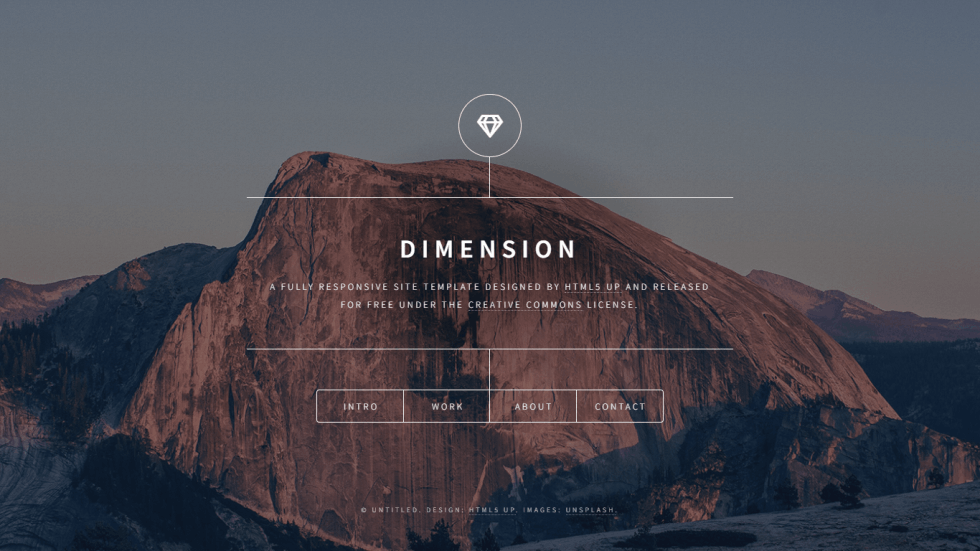 DIMENSION
A FULLY RESPONSIVE SITE TEMPLATE DESIGNED BY HTML5 UP AND RELEASED
FOR FREE UNDER THE CREATIVE COMMONS LICENSE.
INTRO WORK ABOUT CONTACT
© UNTITLED. DESIGN: HTML5 UP. IMAGES: UNSPLASH.